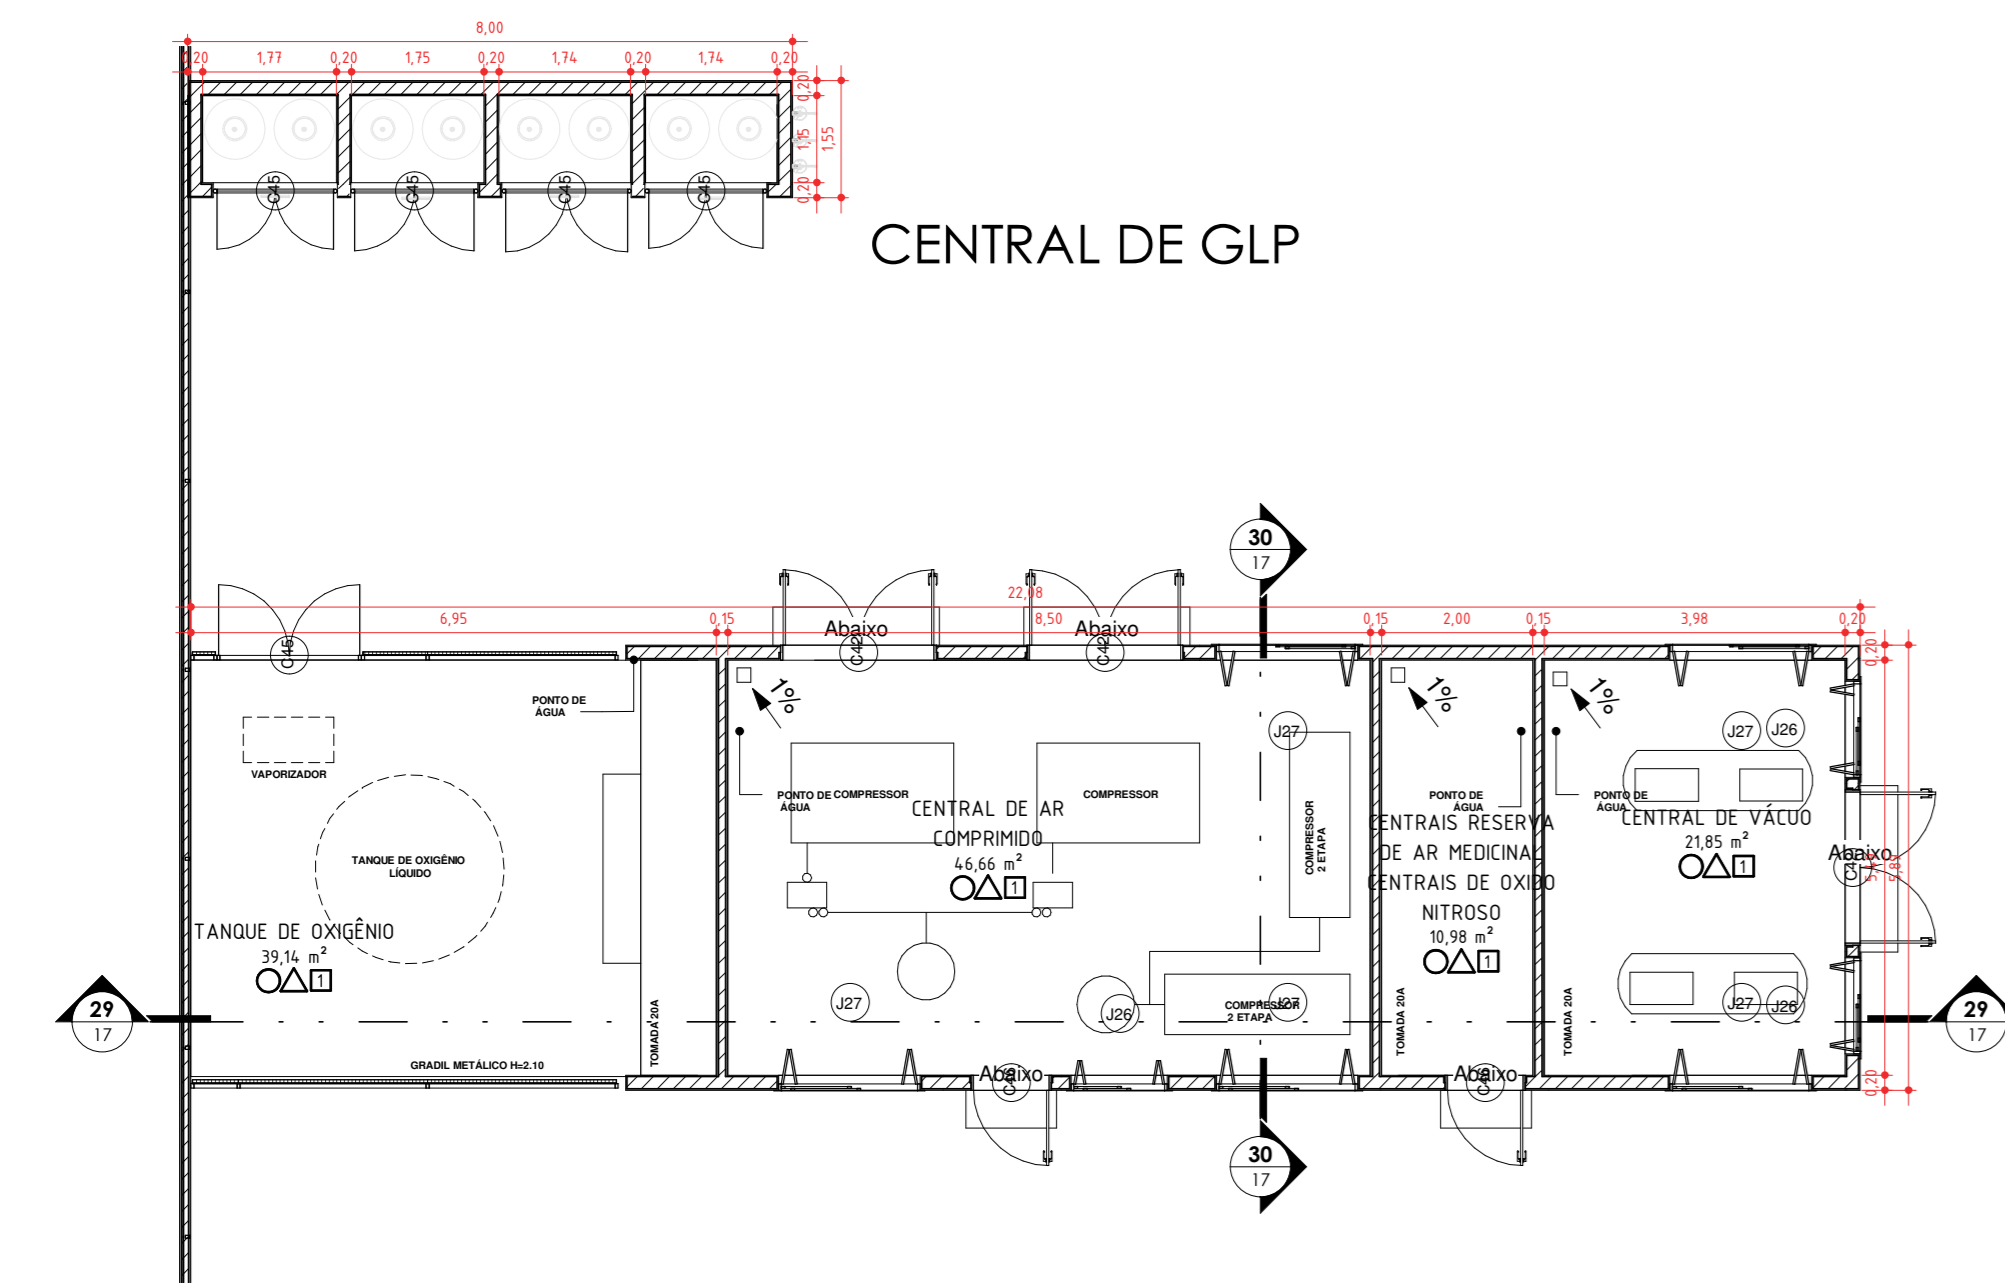 8,00
0,20 1,77 0,20 1,75 0,20 1,74 0,20 1,74 0,20
0,20
1,15
1,55
0,20
C45 C45 C45 C45
CENTRAL DE GLP
30
17
22,08
6,95 0,15 8,50 0,15 2,00 0,15 3,98 0,20
Abaixo Abaixo
C45 C42 C42
0,20
1% 1% 1%
PONTO DE
ÁGUA
J27 J27 J26
VAPORIZADOR
PONTO DE
ÁGUA
COMPRESSOR
COMPRESSOR
COMPRESSOR
2 ETAPA
PONTO DE
ÁGUA
PONTO DE
ÁGUA
CENTRAL DE AR
COMPRIMIDO
46,66 m²
1
CENTRAIS RESERVA
DE AR MEDICINAL
CENTRAIS DE OXIDO
NITROSO
10,98 m²
1
CENTRAL DE VÁCUO
21,85 m²
1
Abaixo
5,89
TANQUE DE OXIGÊNIO
LÍQUIDO
TANQUE DE OXIGÊNIO
39,14 m²
1
29
17
J27
J26
COMPRESSOR
2 ETAPA
J27
J27 J26
29
17
TOMADA 20A
TOMADA 20A
TOMADA 20A
GRADIL METÁLICO H=2.10
Abaixo
Abaixo
0,20
30
17